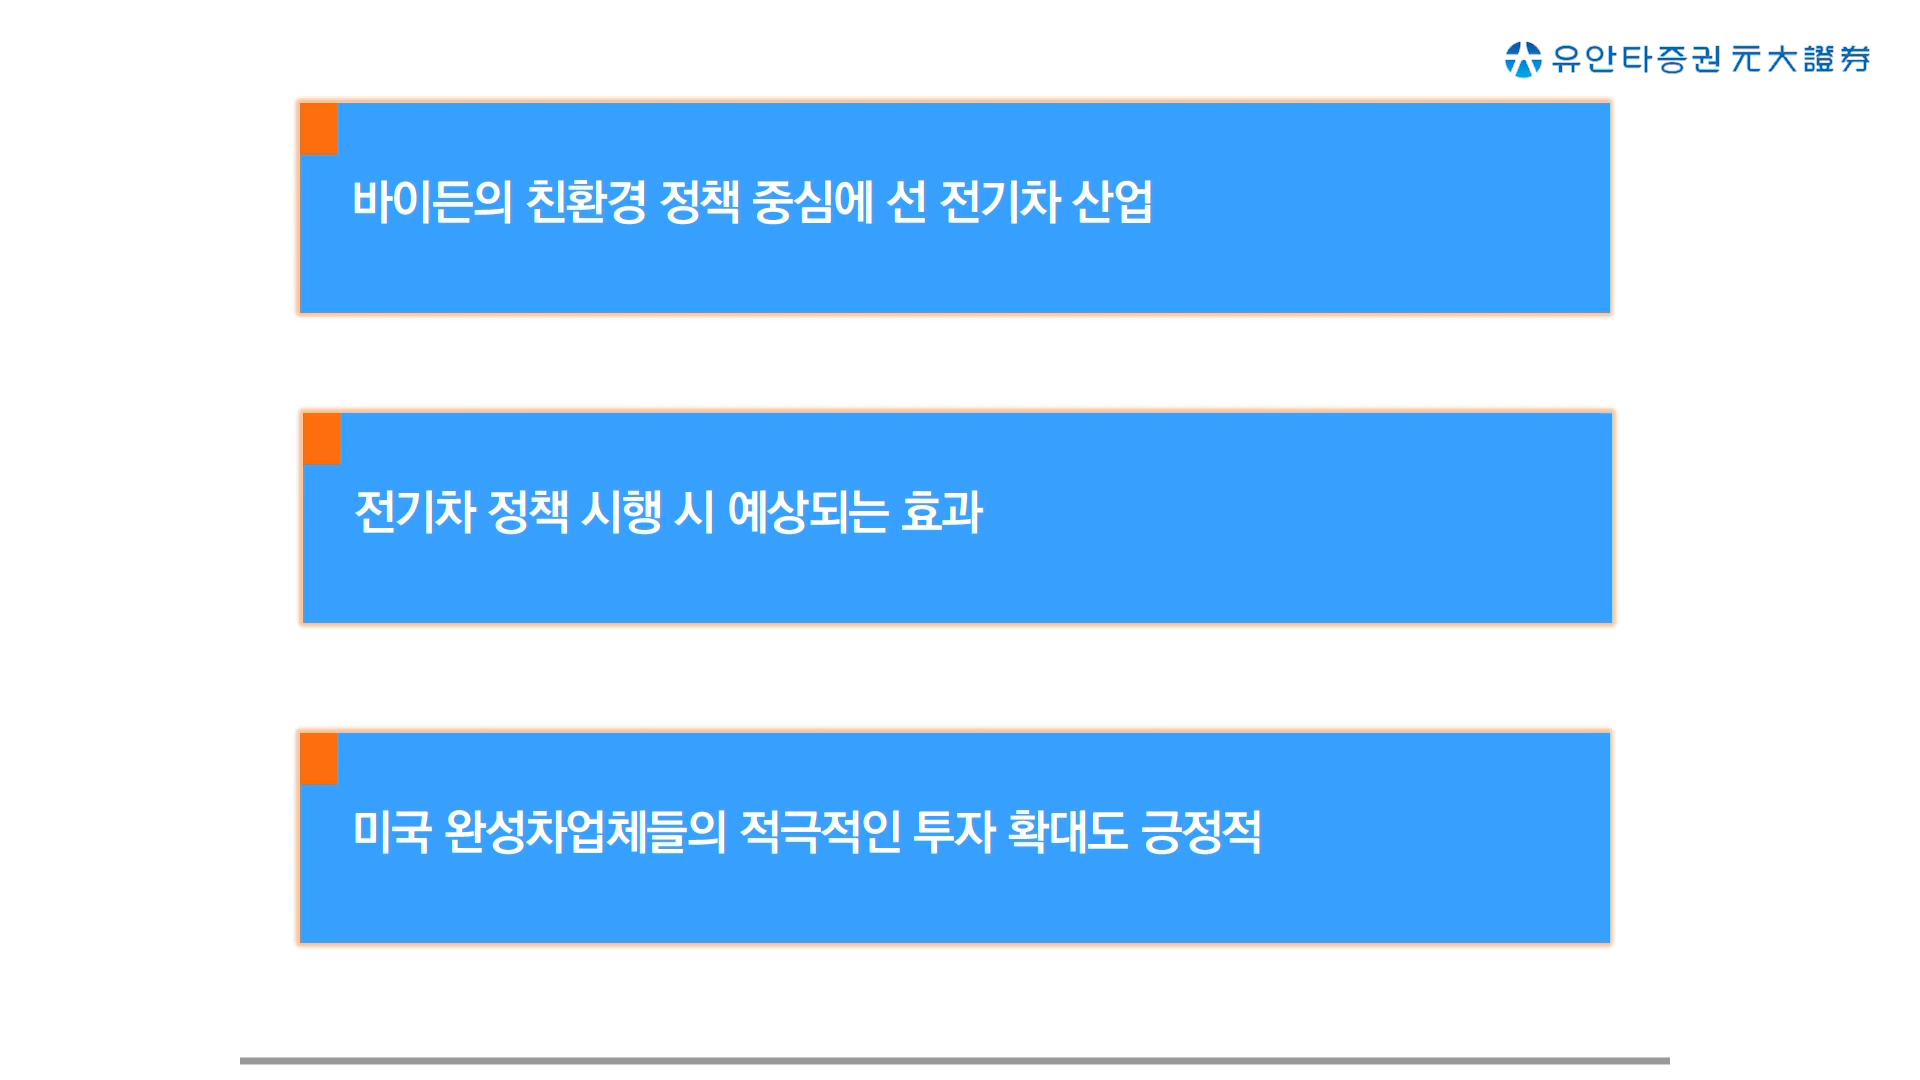 유안타증권 元大證券
바이든의 친환경 정책 중심에 선 전기차 산업
전기차 정책 시행 시 예상되는 효과
미국 완성차업체들의 적극적인 투자 확대도 긍정적